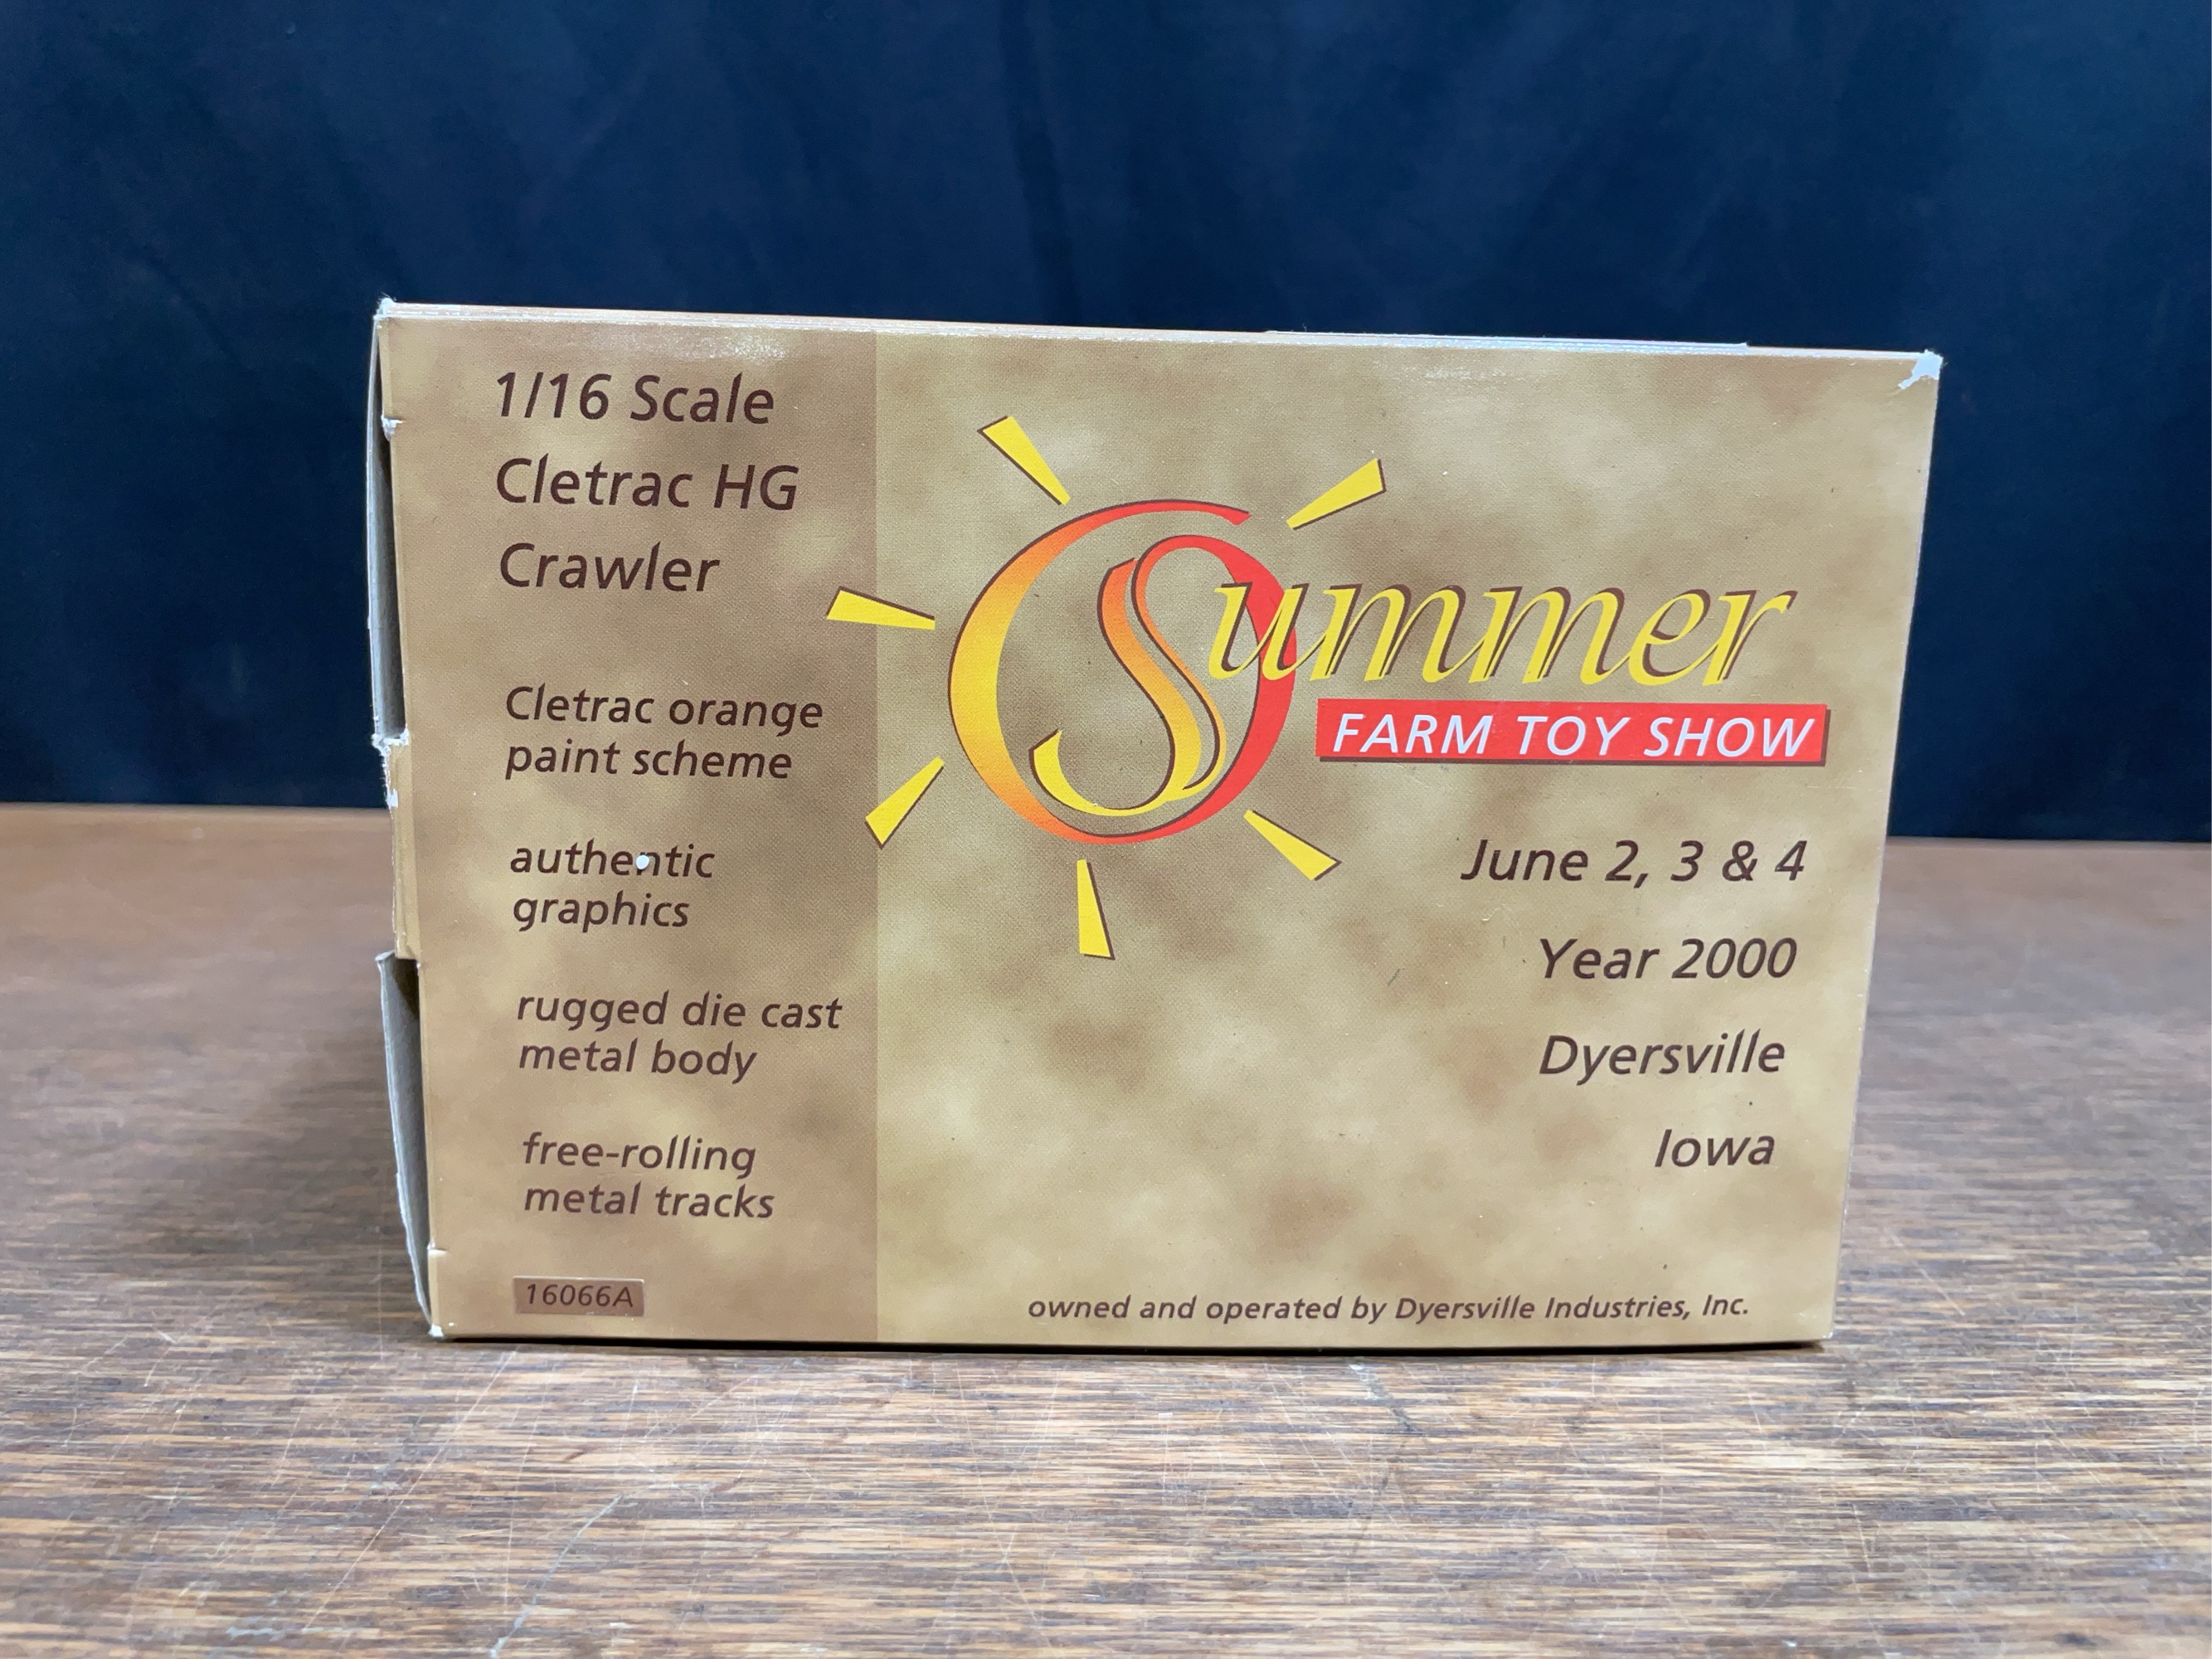 1/16 Scale
Cletrac HG
Crawler
Cletrac orange
paint scheme
authentic
graphics
rugged die cast
metal body
free-rolling
metal tracks
16066A
Summer
FARM TOY SHOW
June 2, 3 & 4
Year 2000
Dyersville
Iowa
owned and operated by Dyersville Industries, Inc.